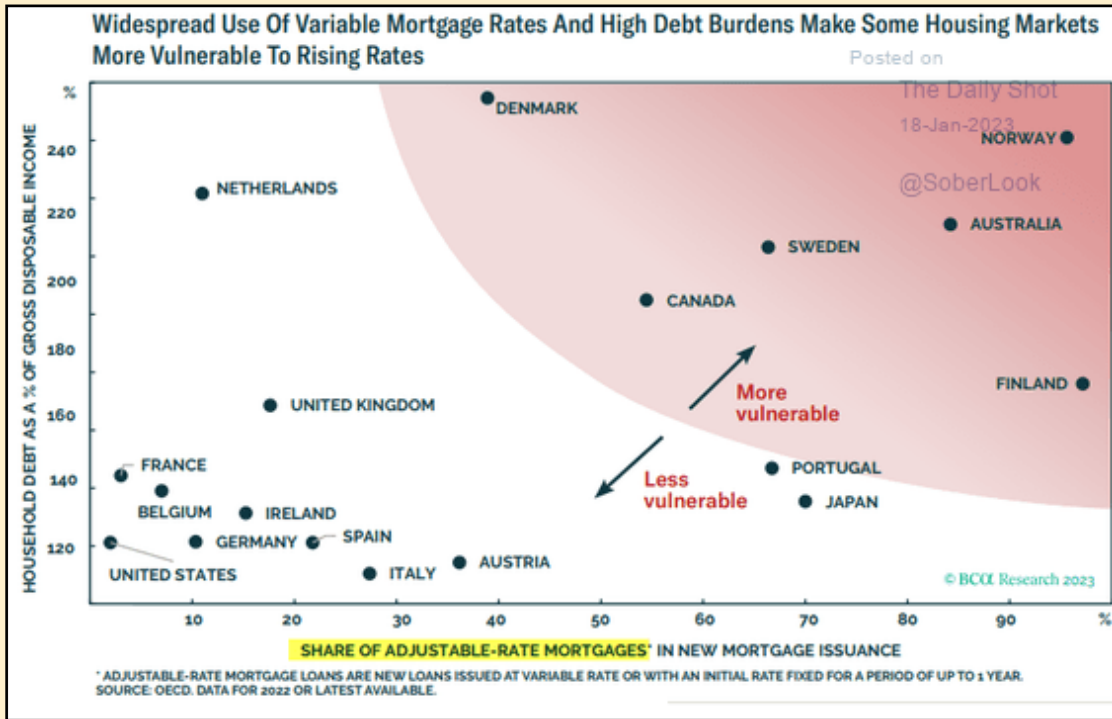 Widespread Use Of Variable Mortgage Rates And High Debt Burdens Make Some Housing Markets
More Vulnerable To Rising Rates
Posted on
The Daily Shot
18-Jan-2023
@SoberLook
%
HOUSEHOLD DEBT AS A % OF GROSS DISPOSABLE INCOME
240
220
200
180
160
140
120
DENMARK
NORWAY
NETHERLANDS
AUSTRALIA
SWEDEN
CANADA
FINLAND
More
vulnerable
UNITED KINGDOM
Less
vulnerable
PORTUGAL
FRANCE
JAPAN
BELGIUM
IRELAND
GERMANY
SPAIN
UNITED STATES
ITALY
AUSTRIA
© BCα Research 2023
10 20 30 40 50 60 70 80 90
SHARE OF ADJUSTABLE-RATE MORTGAGES* IN NEW MORTGAGE ISSUANCE
* ADJUSTABLE-RATE MORTGAGE LOANS ARE NEW LOANS ISSUED AT VARIABLE RATE OR WITH AN INITIAL RATE FIXED FOR A PERIOD OF UP TO 1 YEAR.
SOURCE: OECD. DATA FOR 2022 OR LATEST AVAILABLE.